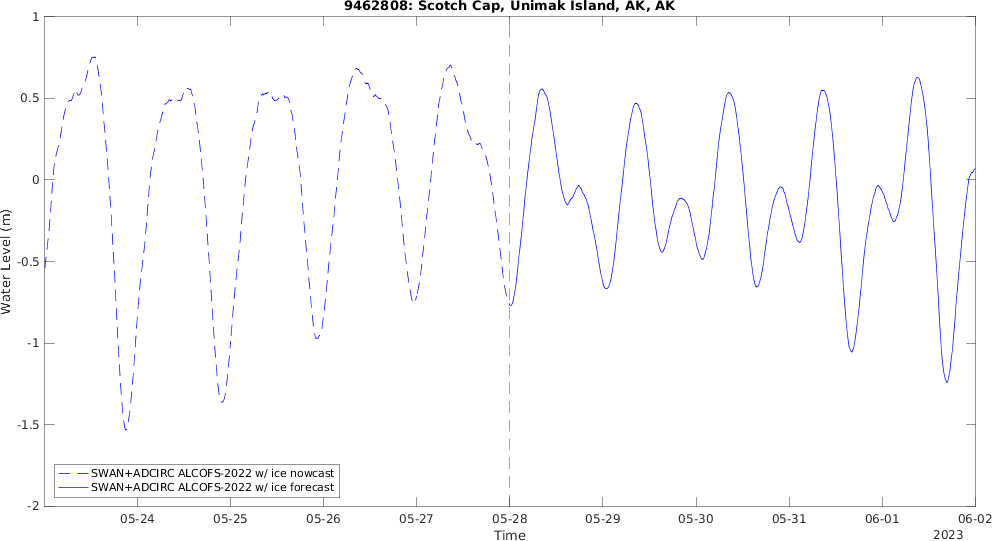 9462808: Scotch Cap, Unimak Island, AK, AK
Water Level (m)
1
0.5
0
-0.5
-1
-1.5
-2
SWAN+ADCIRC ALCOFS-2022 w/ ice nowcast
SWAN+ADCIRC ALCOFS-2022 w/ ice forecast
05-24 05-25 05-26 05-27 05-28 05-29 05-30 05-31 06-01 06-02
Time
2023